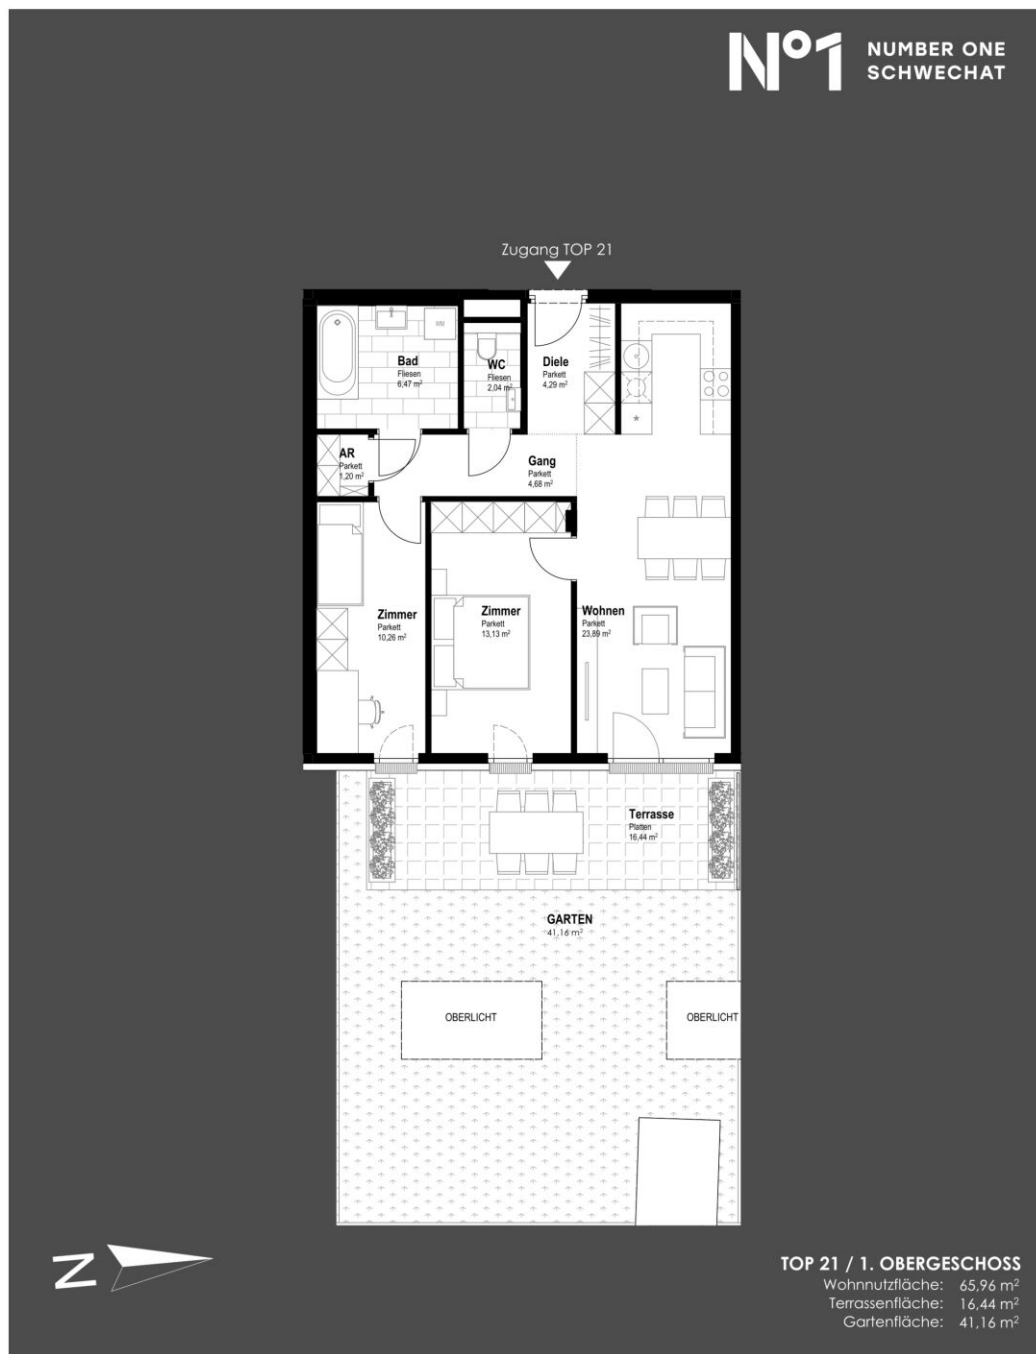 Nº1
NUMBER ONE
SCHWECHAT
Zugang TOP 21
Bad
Fliesen
6,47 m²
WC
Fliesen
2,04 m²
Diele
Parkett
4,29 m²
AR
Parkett
1,20 m²
Gang
Parkett
4,68 m²
Zimmer
Parkett
10,26 m²
Zimmer
Parkett
13,13 m²
Wohnen
Parkett
23,89 m²
Terrasse
Platten
16,44 m²
GARTEN
41,16 m²
OBERLICHT
OBERLICHT
N
TOP 21 / 1. OBERGESCHOSS
Wohnnutzfläche: 65,96 m²
Terrassenfläche: 16,44 m²
Gartenfläche: 41,16 m²